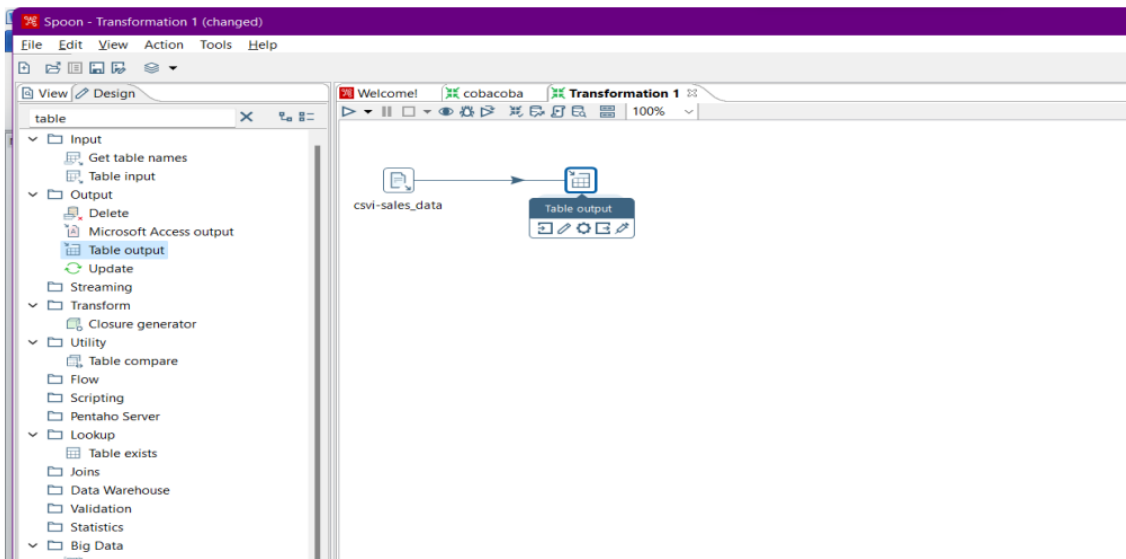 Spoon - Transformation 1 (changed)
File Edit View Action Tools Help
View Design
Welcome! cobacoba Transformation 1
table
100%
Input
Get table names
Table input
Output
Delete
Microsoft Access output
Table output
Update
Streaming
Transform
Closure generator
Utility
Table compare
Flow
Scripting
Pentaho Server
Lookup
Table exists
Joins
Data Warehouse
Validation
Statistics
Big Data
csvi-sales_data
Table output